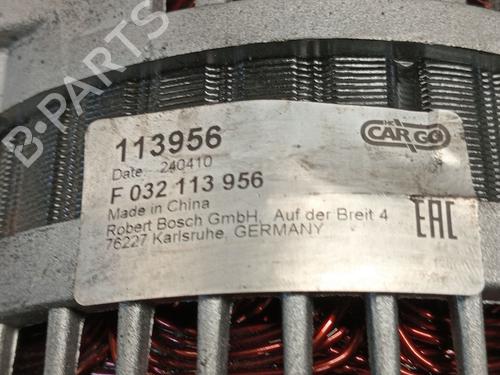 B-PARTS
113956
HC CARGO
Date: 240410
F 032 113 956
Made in China
Robert Bosch GmbH, Auf der Breit 4
76227 Karlsruhe, GERMANY
EAC